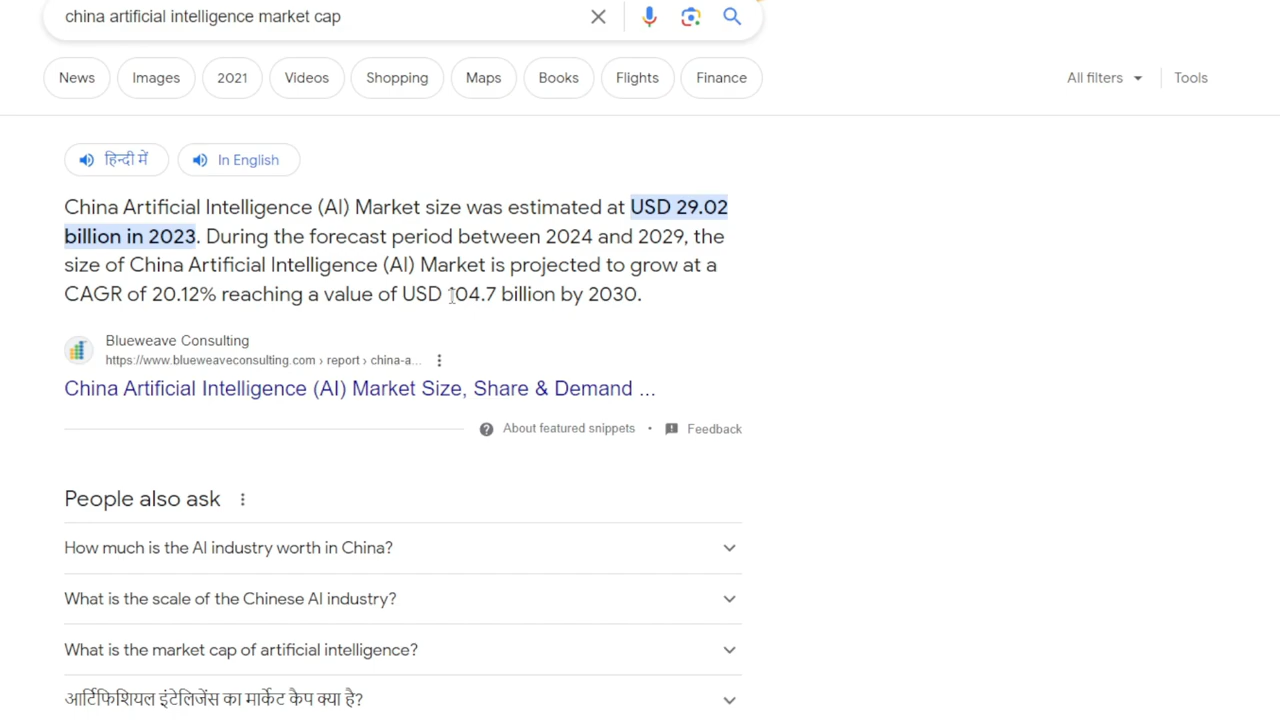 china artificial intelligence market cap
News Images 2021 Videos Shopping Maps Books Flights Finance All filters Tools
हिन्दी में In English
China Artificial Intelligence (AI) Market size was estimated at USD 29.02
billion in 2023. During the forecast period between 2024 and 2029, the
size of China Artificial Intelligence (AI) Market is projected to grow at a
CAGR of 20.12% reaching a value of USD 104.7 billion by 2030.
Blueweave Consulting
https://www.blueweaveconsulting.com › report › china-a...
China Artificial Intelligence (AI) Market Size, Share & Demand ...
About featured snippets • Feedback
People also ask
How much is the AI industry worth in China?
What is the scale of the Chinese AI industry?
What is the market cap of artificial intelligence?
आर्टिफिशियल इंटेलिजेंस का मार्केट कैप क्या है?